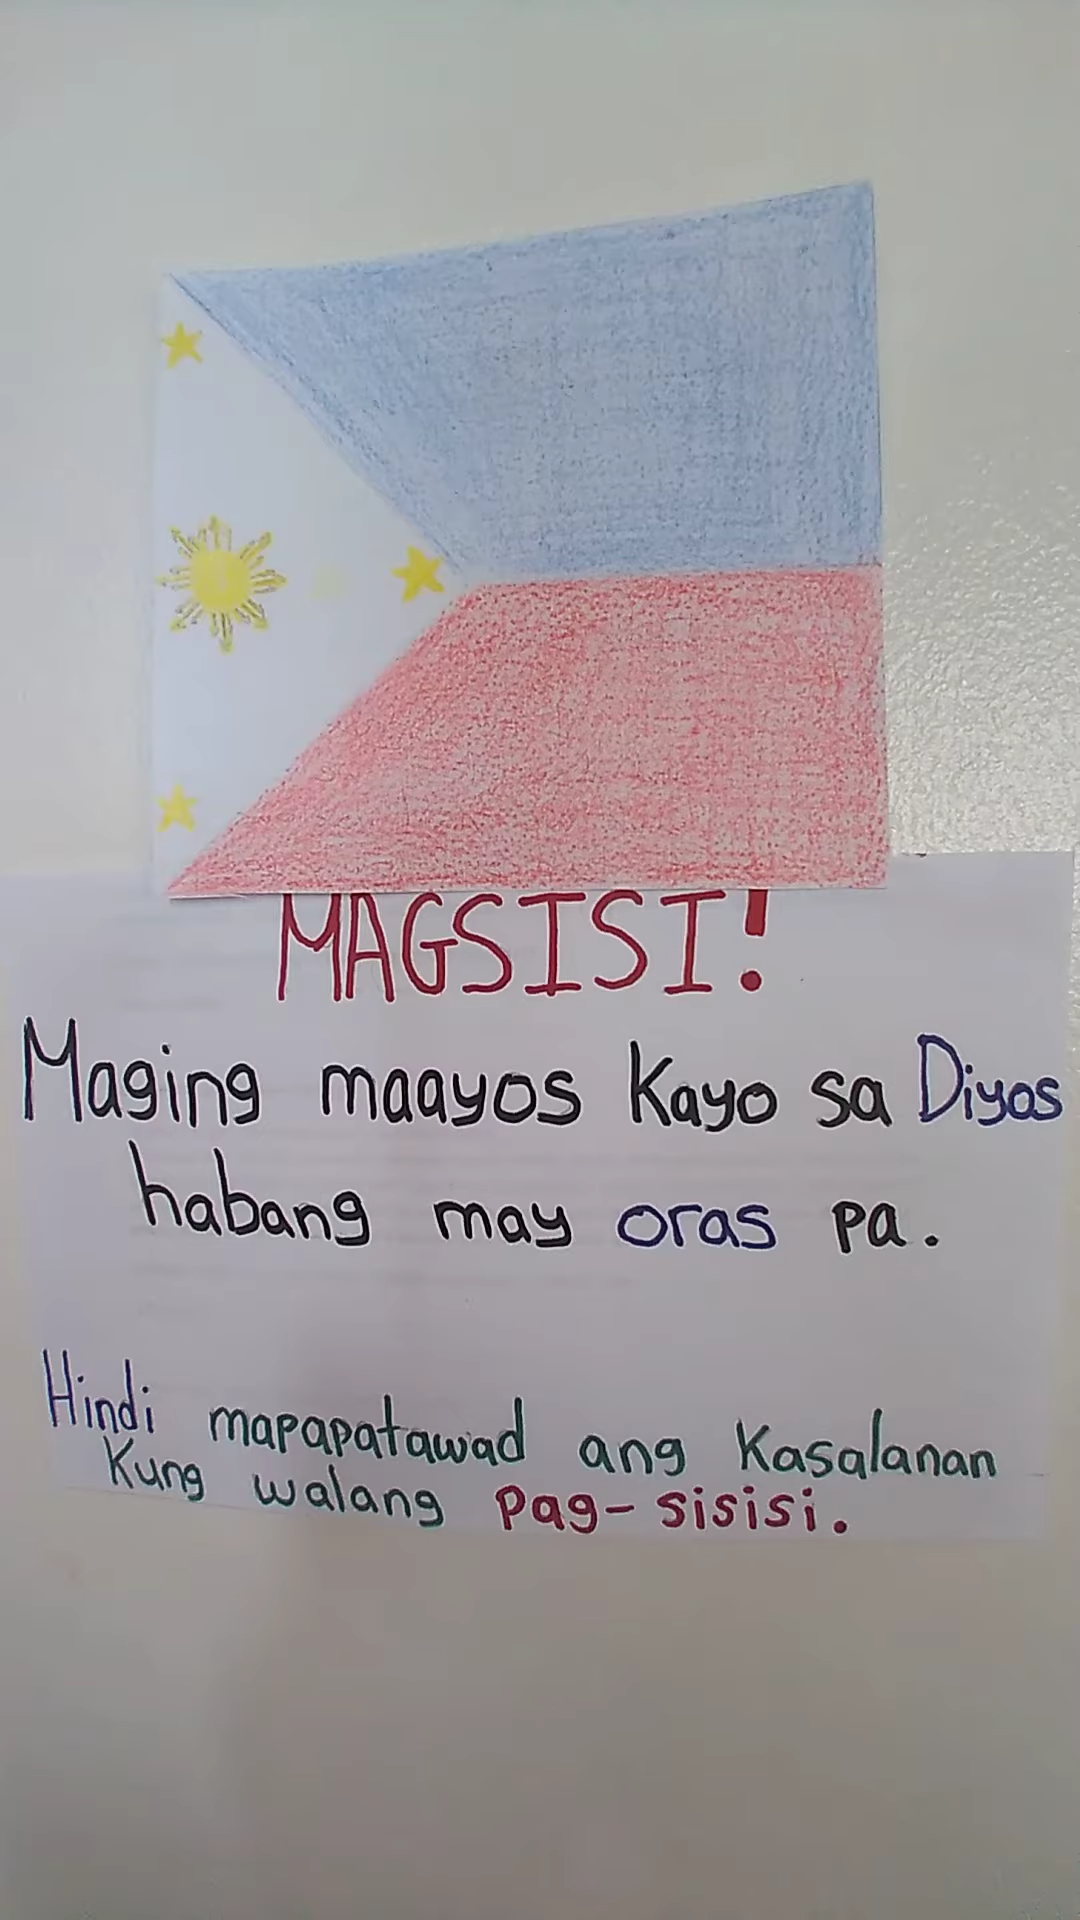 MAGSISI!
Maging maayos kayo sa Diyos
habang may oras pa.
Hindi mapapatawad ang kasalanan
kung walang pag-sisisi.